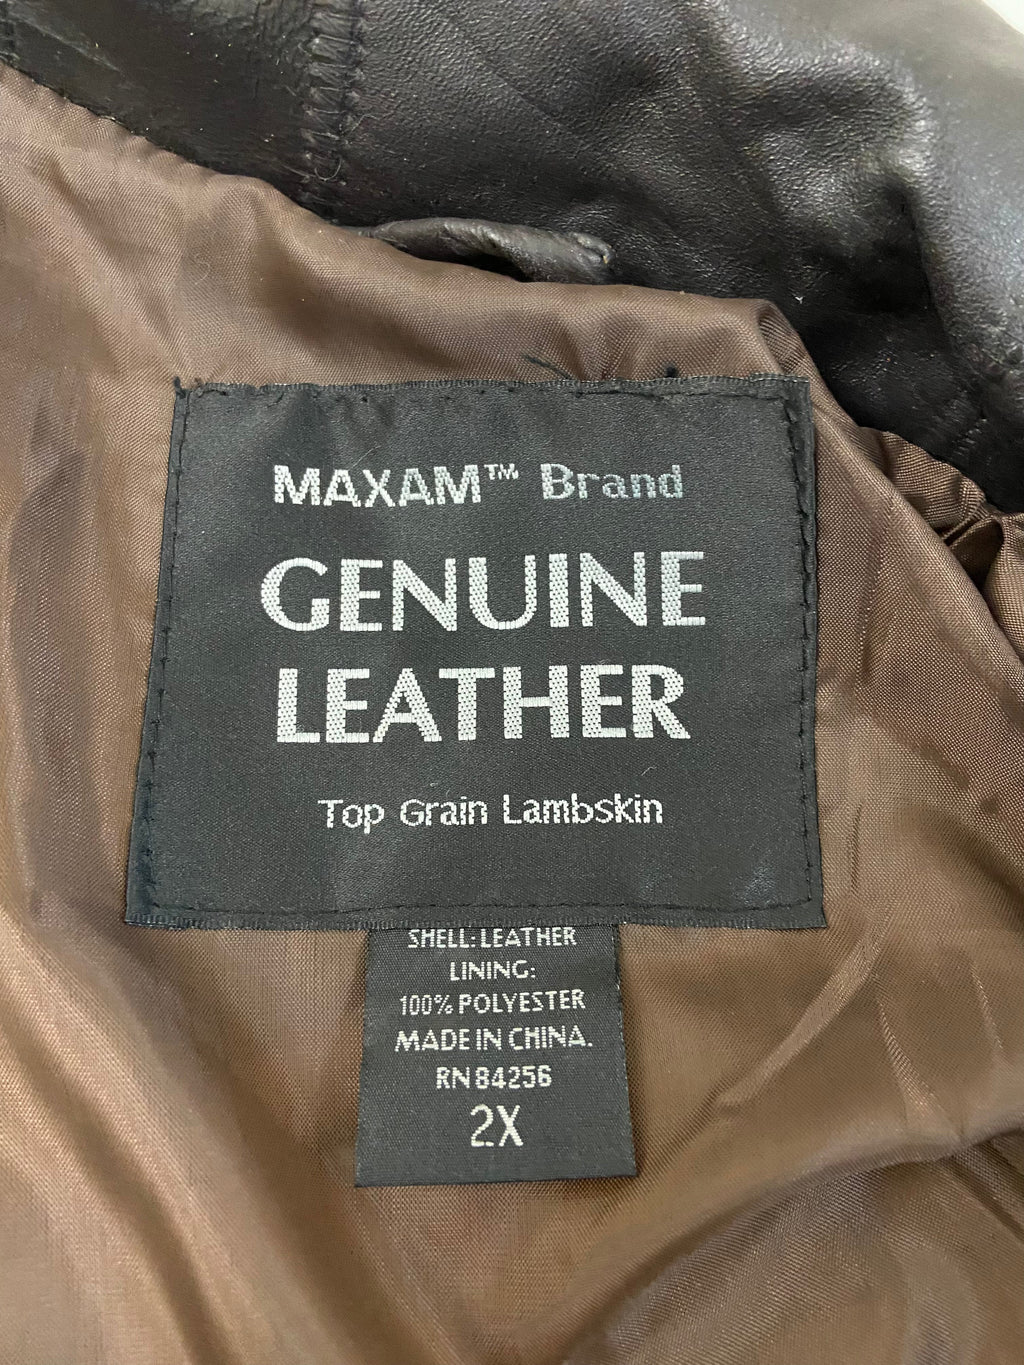 MAXAM™ Brand
GENUINE
LEATHER
Top Grain Lambskin
SHELL: LEATHER
LINING:
100% POLYESTER
MADE IN CHINA.
RN 84256
2X